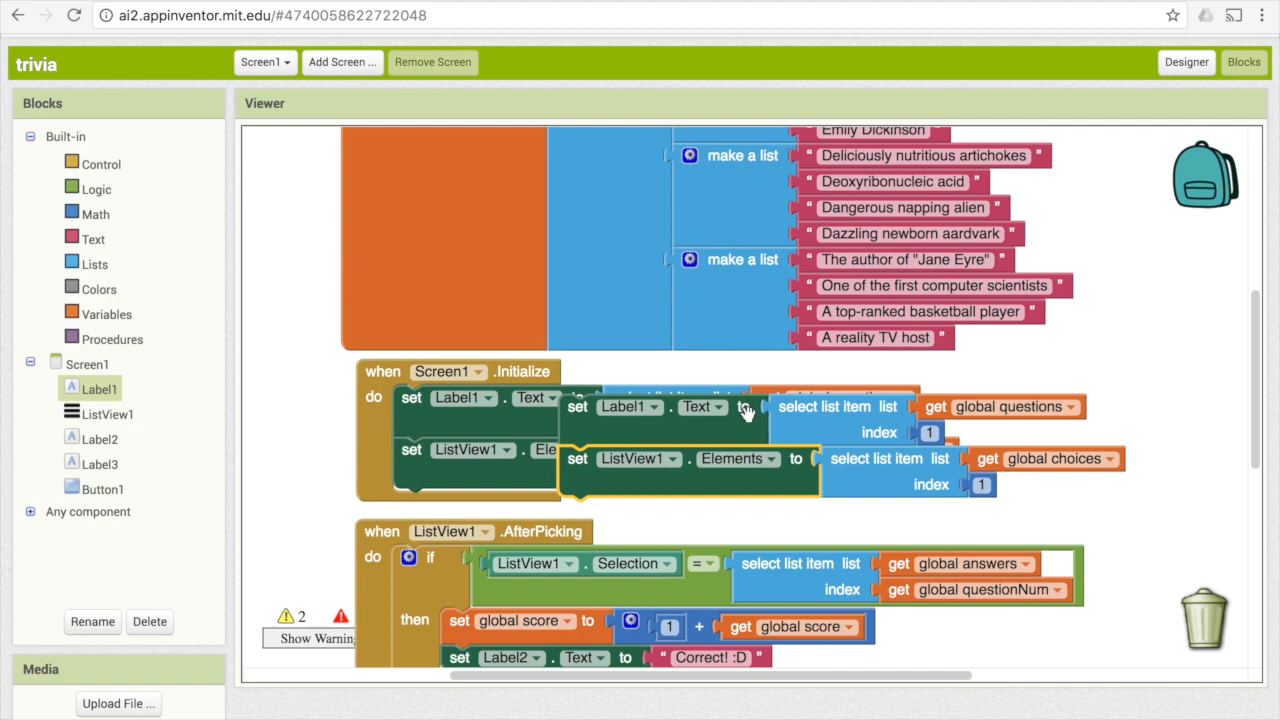 ai2.appinventor.mit.edu/#4740058622722048
trivia
Screen1
Add Screen ...
Remove Screen
Designer
Blocks
Blocks
Viewer
Built-in
Control
Logic
Math
Text
Lists
Colors
Variables
Procedures
Screen1
Label1
ListView1
Label2
Label3
Button1
Any component
Rename
Delete
Media
Upload File ...
" Emily Dickinson "
make a list " Deliciously nutritious artichokes "
" Deoxyribonucleic acid "
" Dangerous napping alien "
" Dazzling newborn aardvark "
make a list " The author of "Jane Eyre" "
" One of the first computer scientists "
" A top-ranked basketball player "
" A reality TV host "
when Screen1 .Initialize
do set Label1 . Text
set ListView1 . Ele
set Label1 . Text to select list item list get global questions
index 1
set ListView1 . Elements to select list item list get global choices
index 1
when ListView1 .AfterPicking
do if ListView1 . Selection = select list item list get global answers
index get global questionNum
then set global score to 1 + get global score
set Label2 . Text to " Correct! :D "
2
Show Warnin